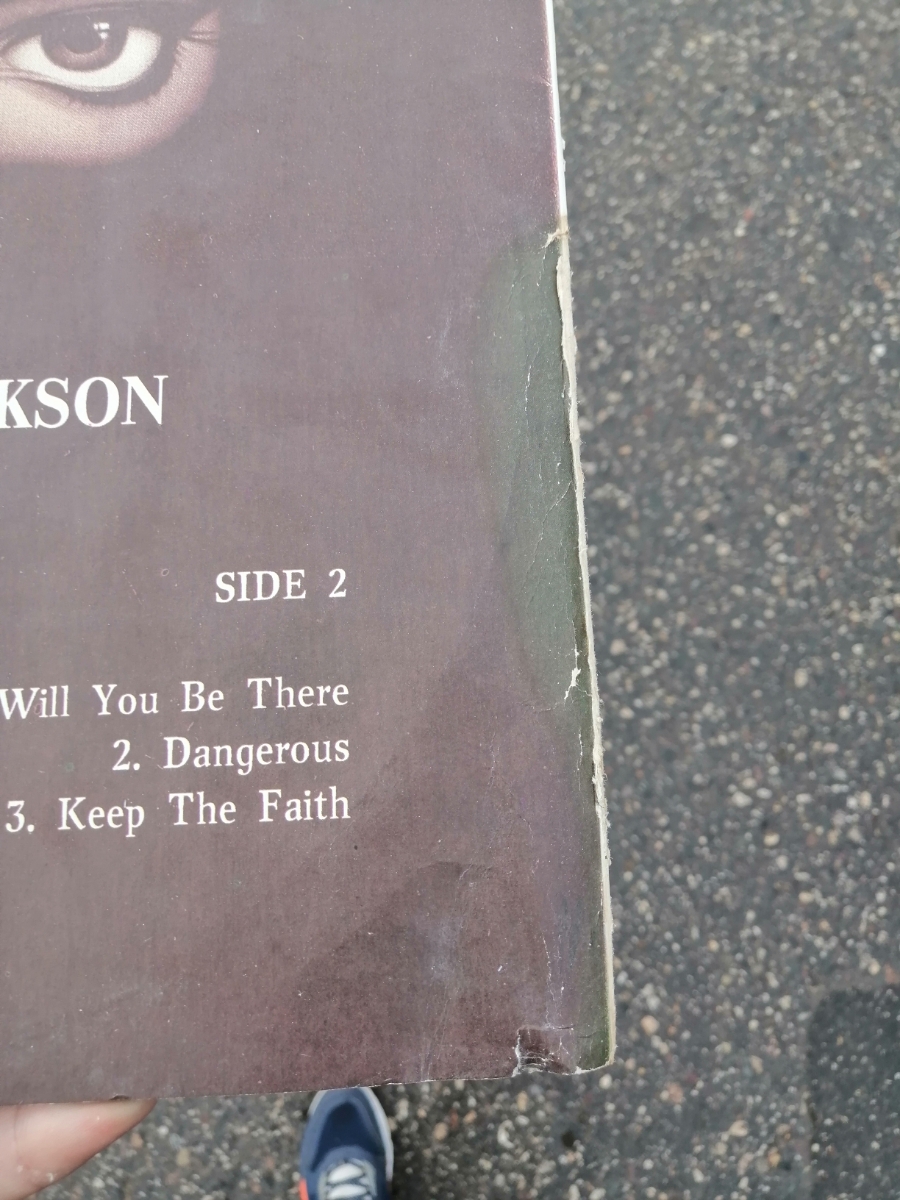 KSON
SIDE 2
Will You Be There
2. Dangerous
3. Keep The Faith